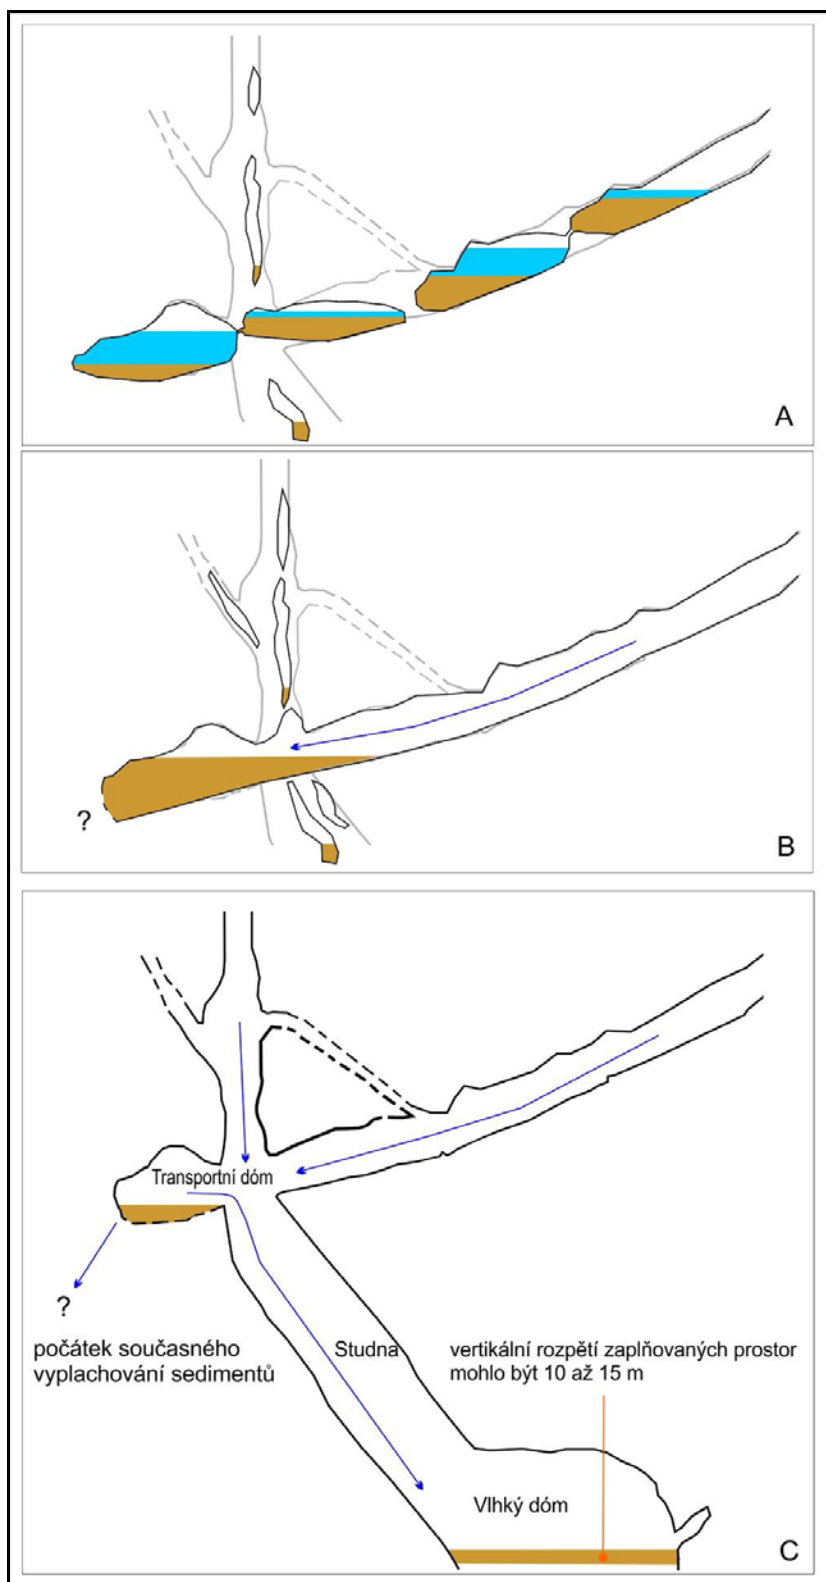 A
?
B
Transportní dóm
?
počátek současného
vyplachování sedimentů
Studna
vertikální rozpětí zaplňovaných prostor
mohlo být 10 až 15 m
Vlhký dóm
C